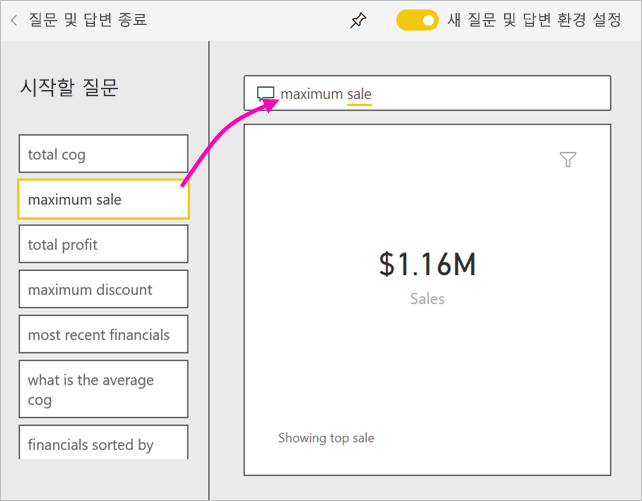 질문 및 답변 종료
새 질문 및 답변 환경 설정
시작할 질문
total cog
maximum sale
total profit
maximum discount
most recent financials
what is the average
cog
financials sorted by
maximum sale
$1.16M
Sales
Showing top sale